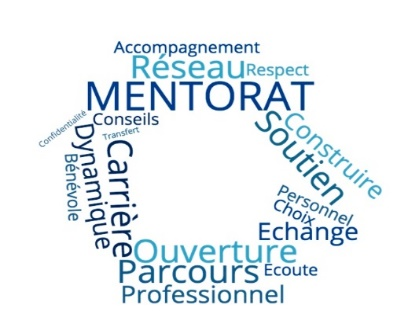 Accompagnement
Réseau
Respect
MENTORAT
Conseils
Confidentialité
Transfert
Construire
Soutien
Dynamique
Carrière
Bénévole
Personnel
Choix
Echange
Ouverture
Parcours
Ecoute
Professionnel